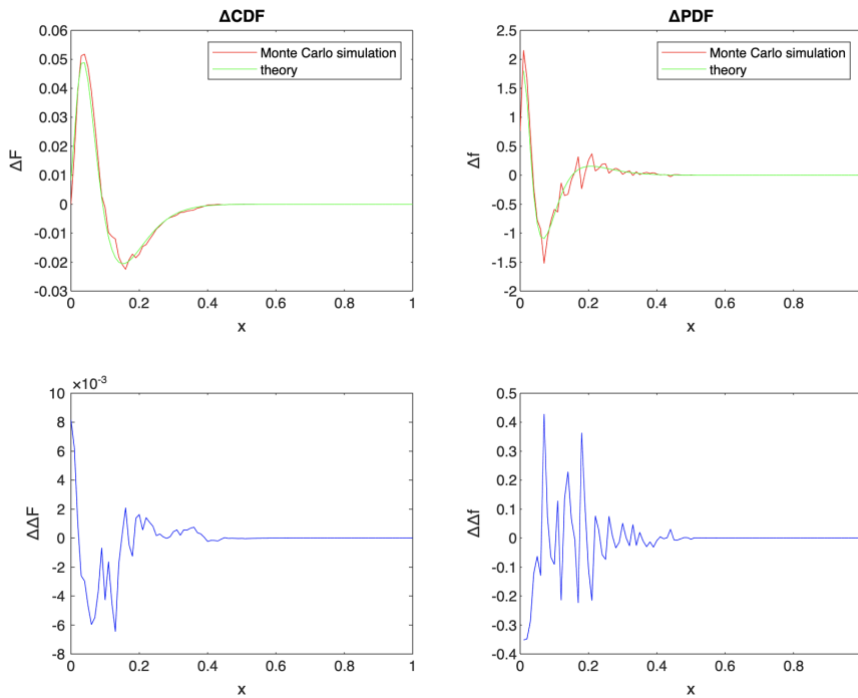 ΔCDF
0.06
0.05
0.04
0.03
0.02
0.01
0
-0.01
-0.02
-0.03
ΔF
Monte Carlo simulation
theory
0 0.2 0.4 0.6 0.8 1
x
ΔPDF
2.5
2
1.5
1
0.5
0
-0.5
-1
-1.5
-2
Δf
Monte Carlo simulation
theory
0 0.2 0.4 0.6 0.8
x
×10-3
10
8
6
4
2
0
-2
-4
-6
-8
ΔΔF
0 0.2 0.4 0.6 0.8 1
x
0.5
0.4
0.3
0.2
0.1
0
-0.1
-0.2
-0.3
-0.4
ΔΔf
0 0.2 0.4 0.6 0.8
x